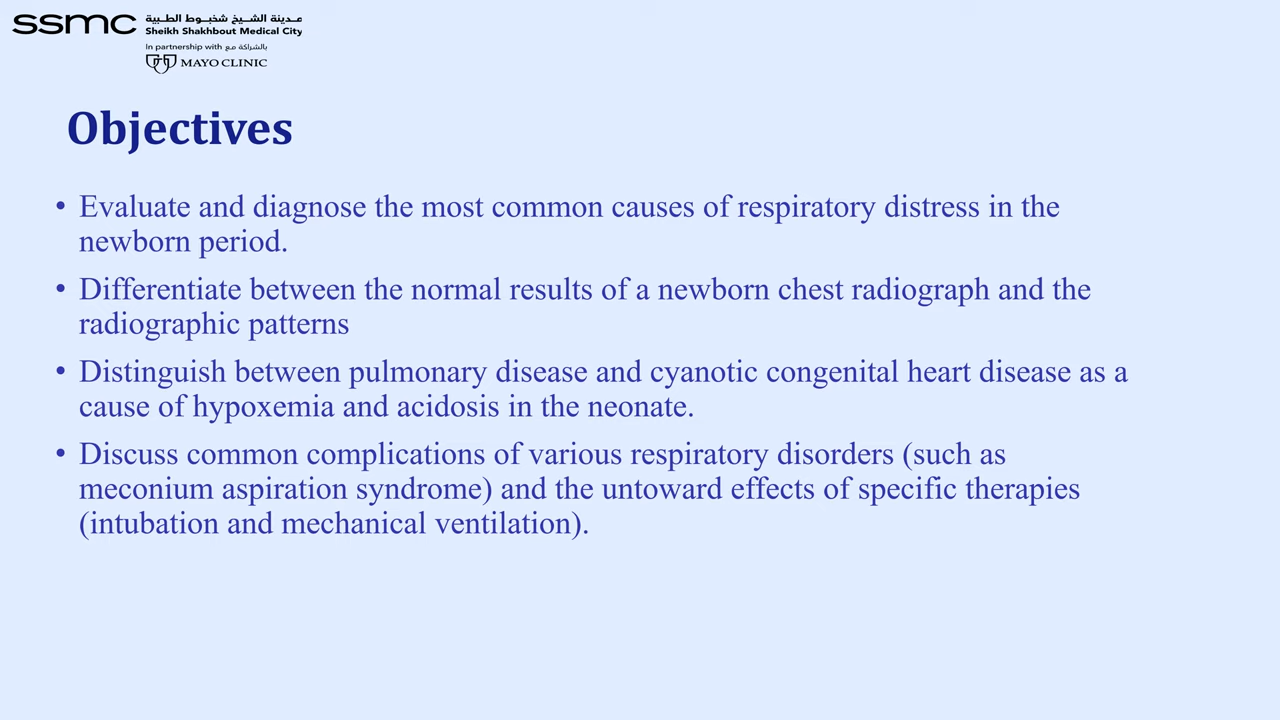 ssmc
مدينة الشيخ شخبوط الطبية
Sheikh Shakhbout Medical City
In partnership with بالشراكة مع
MAYO CLINIC
Objectives
• Evaluate and diagnose the most common causes of respiratory distress in the
newborn period.
• Differentiate between the normal results of a newborn chest radiograph and the
radiographic patterns
• Distinguish between pulmonary disease and cyanotic congenital heart disease as a
cause of hypoxemia and acidosis in the neonate.
• Discuss common complications of various respiratory disorders (such as
meconium aspiration syndrome) and the untoward effects of specific therapies
(intubation and mechanical ventilation).